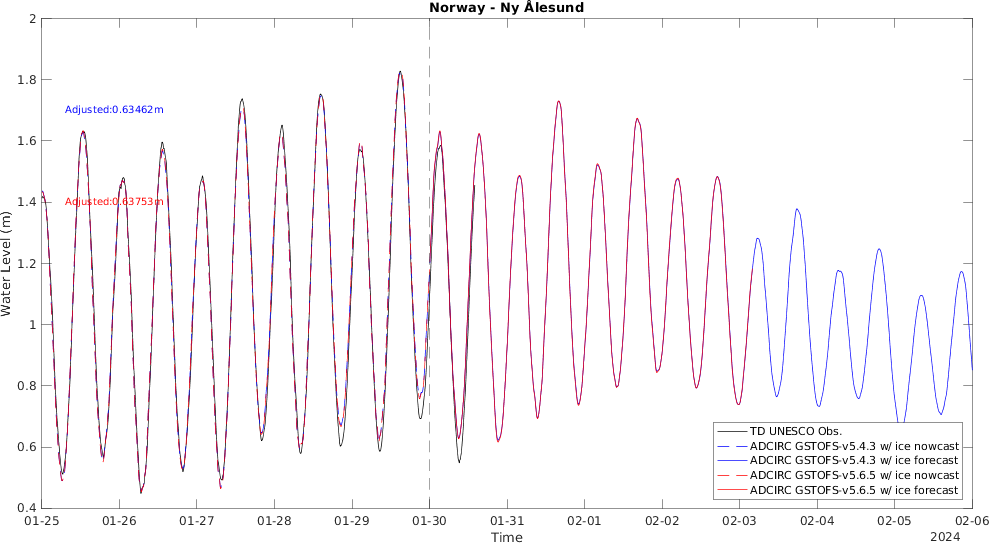 Norway - Ny Ålesund
2
1.8
1.6
1.4
1.2
1
0.8
0.6
0.4
Water Level (m)
Adjusted:0.63462m
Adjusted:0.63753m
TD UNESCO Obs.
ADCIRC GSTOFS-v5.4.3 w/ ice nowcast
ADCIRC GSTOFS-v5.4.3 w/ ice forecast
ADCIRC GSTOFS-v5.6.5 w/ ice nowcast
ADCIRC GSTOFS-v5.6.5 w/ ice forecast
01-25 01-26 01-27 01-28 01-29 01-30 01-31 02-01 02-02 02-03 02-04 02-05 02-06
Time
2024